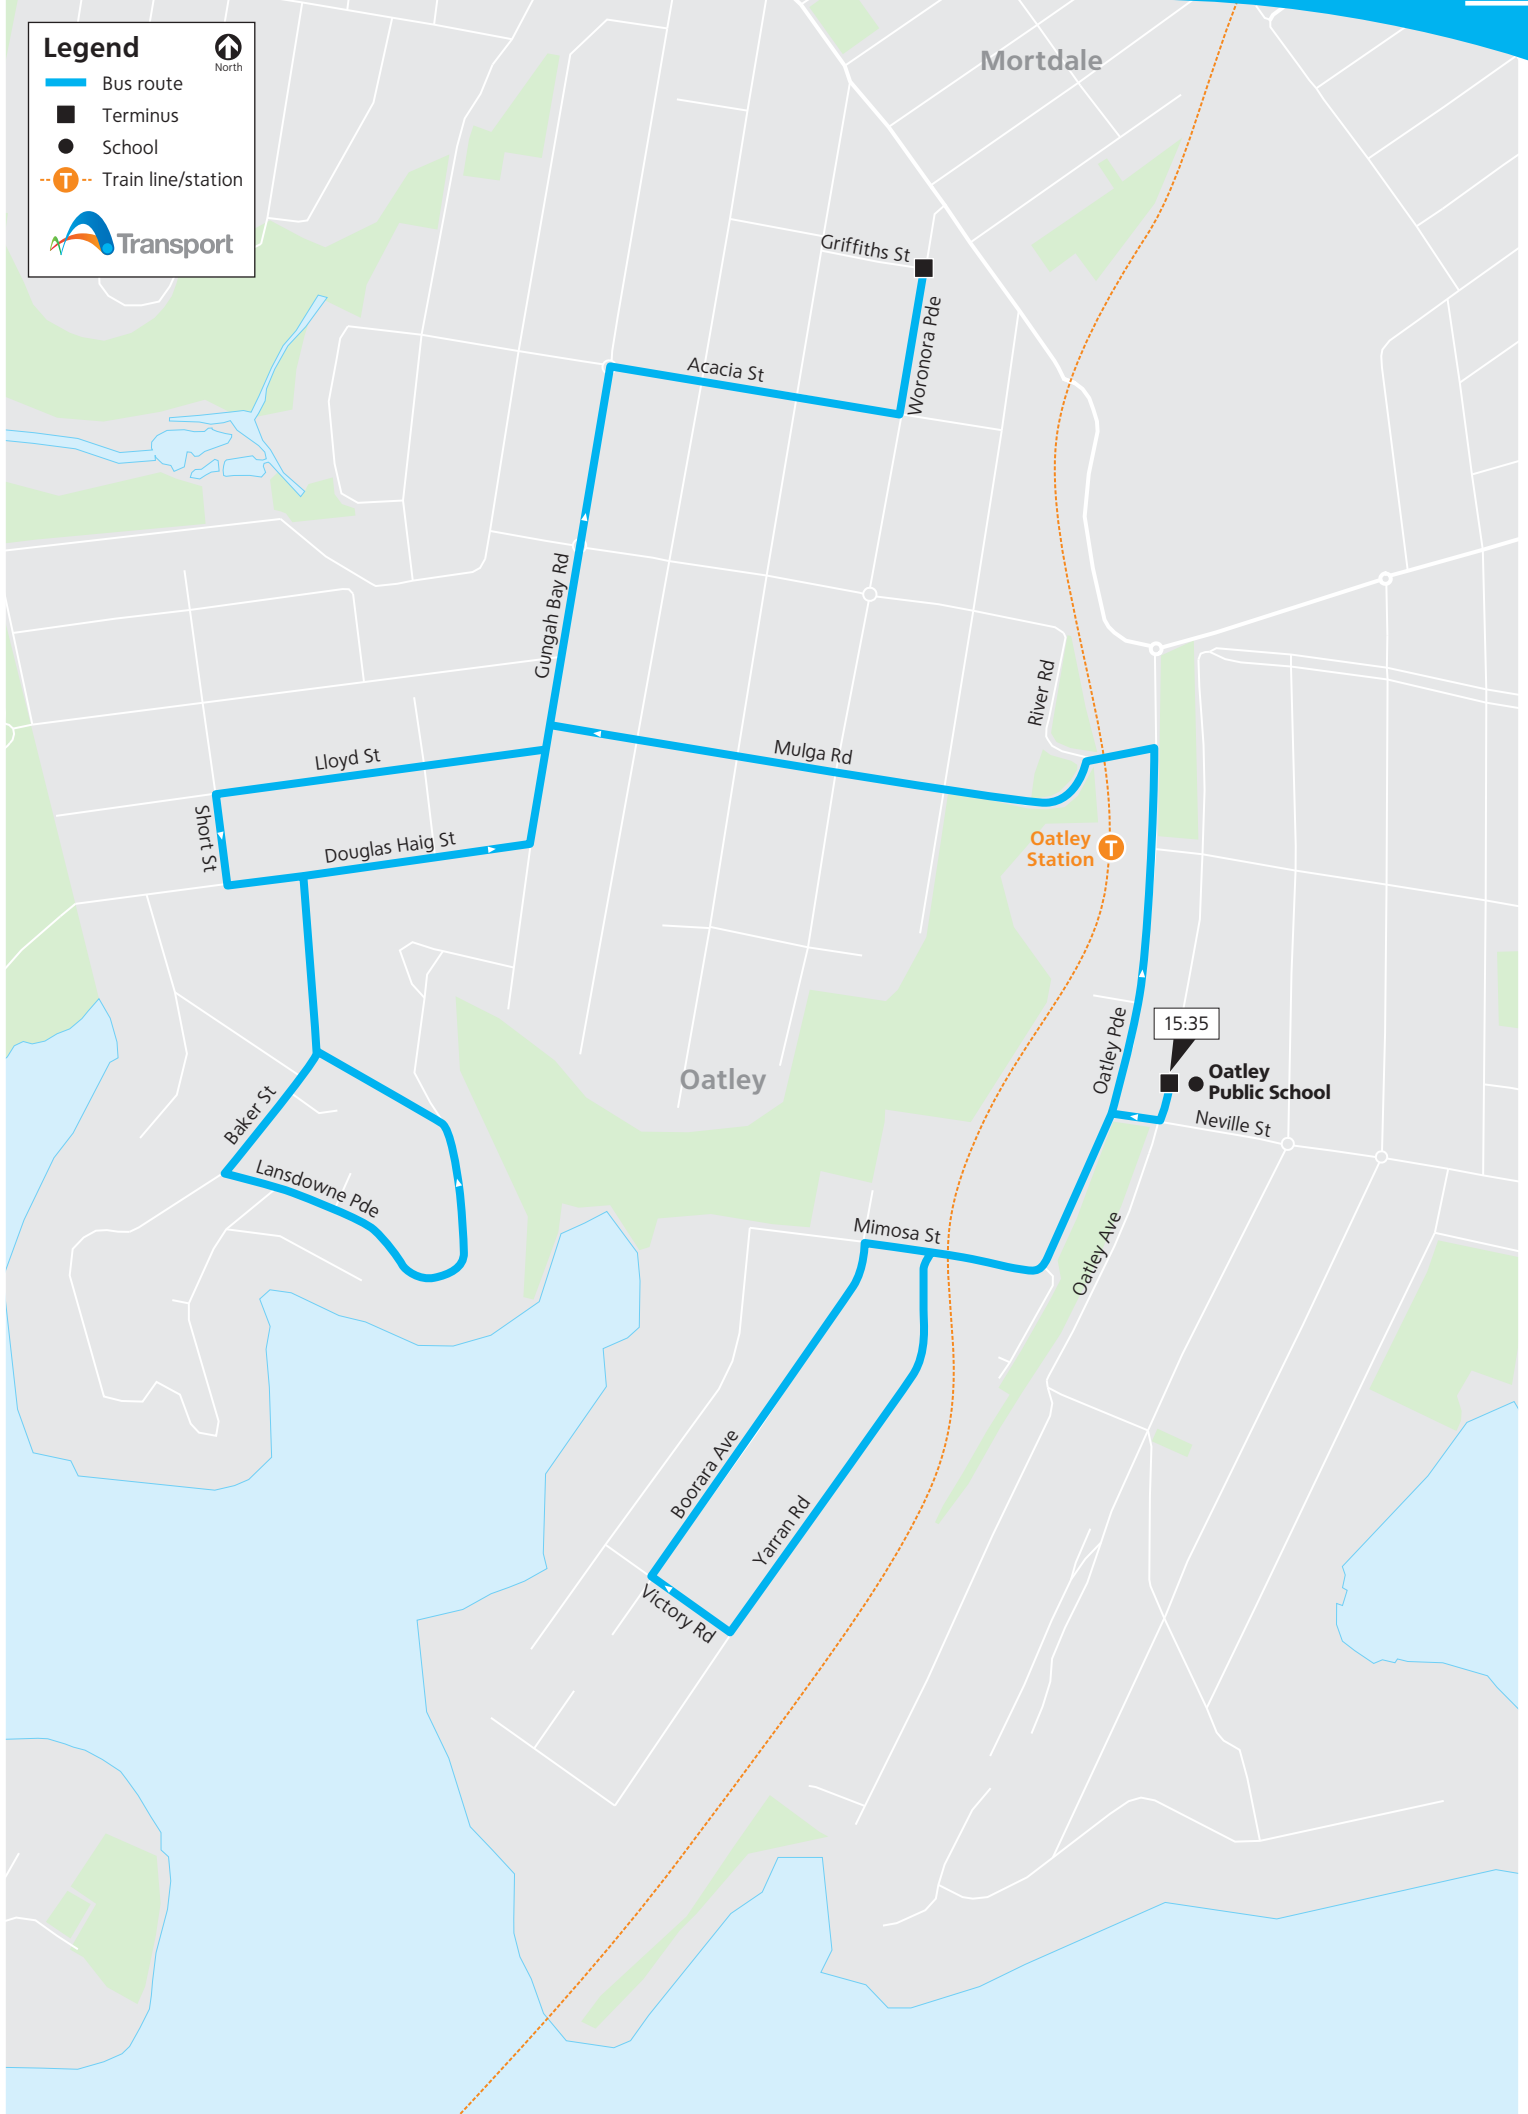 Legend
North
Bus route
Terminus
School
T
Train line/station
Transport
Mortdale
Griffiths St
Woronora Pde
Acacia St
Gungah Bay Rd
River Rd
Mulga Rd
Lloyd St
Short St
Douglas Haig St
Oatley
Station
T
15:35
Oatley Pde
Oatley
Public School
Neville St
Oatley
Baker St
Lansdowne Pde
Mimosa St
Oatley Ave
Boorara Ave
Yarran Rd
Victory Rd